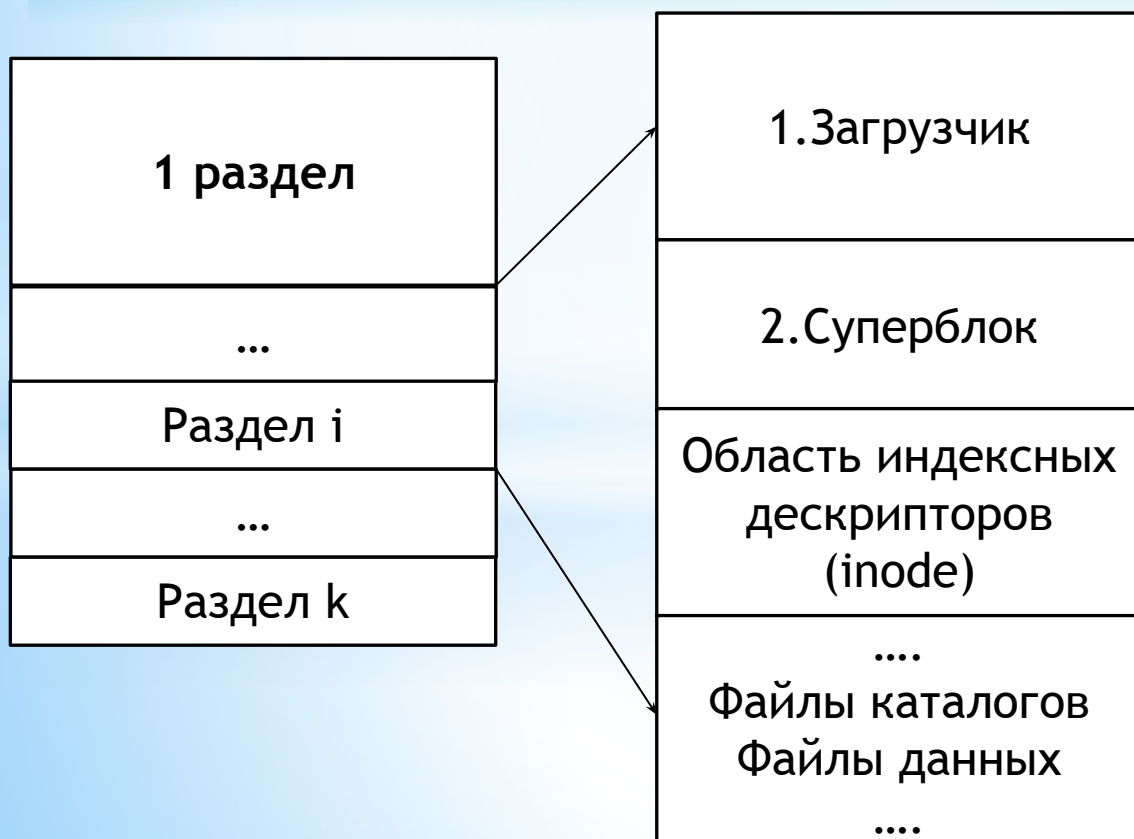 1 раздел
…
Раздел i
…
Раздел k
1.Загрузчик
2.Суперблок
Область индексных
дескрипторов
(inode)
….
Файлы каталогов
Файлы данных
….